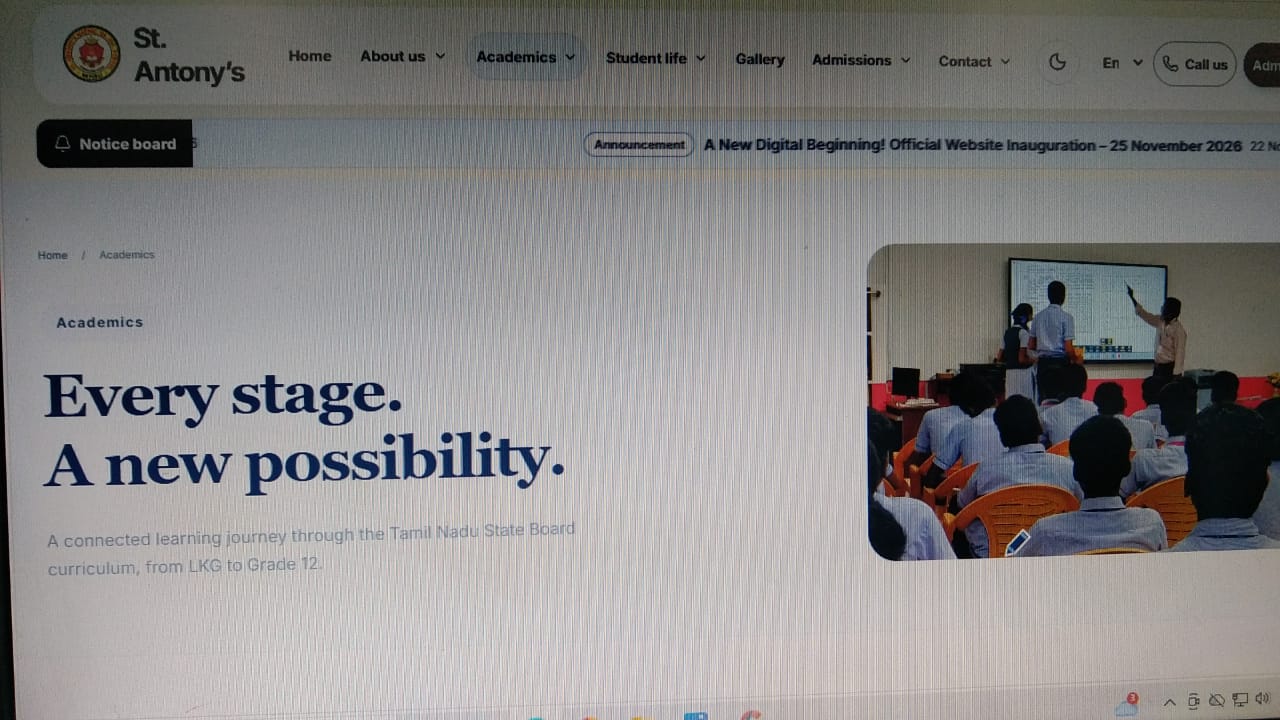 St.
Antony's
Home
About us
Academics
Student life
Gallery
Admissions
Contact
En
Call us
Notice board
Announcement
A New Digital Beginning! Official Website Inauguration – 25 November 2026
22
Home / Academics
Academics
Every stage.
A new possibility.
A connected learning journey through the Tamil Nadu State Board
curriculum, from LKG to Grade 12.
3